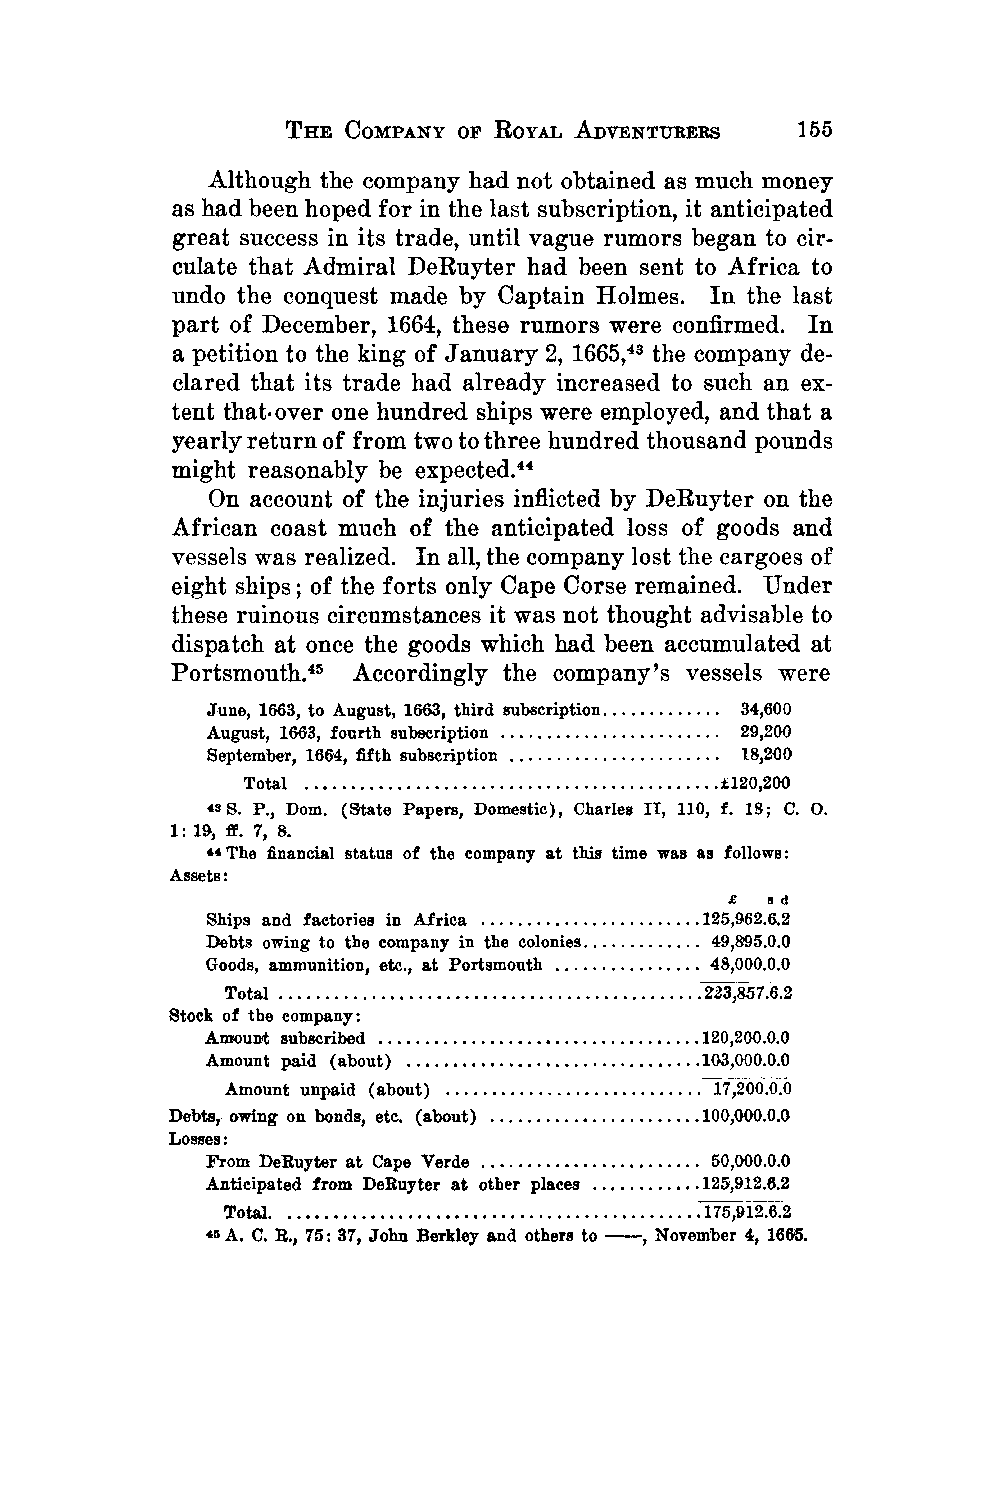 THE COMPANY OF ROYAL ADVENTURERS 155
Although the company had not obtained as much money
as had been hoped for in the last subscription, it anticipated
great success in its trade, until vague rumors began to cir-
culate that Admiral DeRuyter had been sent to Africa to
undo the conquest made by Captain Holmes. In the last
part of December, 1664, these rumors were confirmed. In
a petition to the king of January 2, 1665,⁴³ the company de-
clared that its trade had already increased to such an ex-
tent that over one hundred ships were employed, and that a
yearly return of from two to three hundred thousand pounds
might reasonably be expected.⁴⁴
On account of the injuries inflicted by DeRuyter on the
African coast much of the anticipated loss of goods and
vessels was realized. In all, the company lost the cargoes of
eight ships; of the forts only Cape Corse remained. Under
these ruinous circumstances it was not thought advisable to
dispatch at once the goods which had been accumulated at
Portsmouth.⁴⁵ Accordingly the company's vessels were
June, 1663, to August, 1663, third subscription............. 34,600
August, 1663, fourth subscription ........................ 29,200
September, 1664, fifth subscription ....................... 18,200
Total .............................................£120,200
⁴³ S. P., Dom. (State Papers, Domestic), Charles II, 110, f. 18; C. O.
1: 19, ff. 7, 8.
⁴⁴ The financial status of the company at this time was as follows:
Assets:
£ s d
Ships and factories in Africa ........................125,962.6.2
Debts owing to the company in the colonies............. 49,895.0.0
Goods, ammunition, etc., at Portsmouth ................ 48,000.0.0
Total ..............................................223,857.6.2
Stock of the company:
Amount subscribed ...................................120,200.0.0
Amount paid (about) ................................103,000.0.0
Amount unpaid (about) ............................ 17,200.0.0
Debts, owing on bonds, etc. (about) .......................100,000.0.0
Losses:
From DeRuyter at Cape Verde ........................ 50,000.0.0
Anticipated from DeRuyter at other places ............125,912.6.2
Total. .............................................175,912.6.2
⁴⁵ A. C. R., 75: 37, John Berkley and others to ——, November 4, 1665.